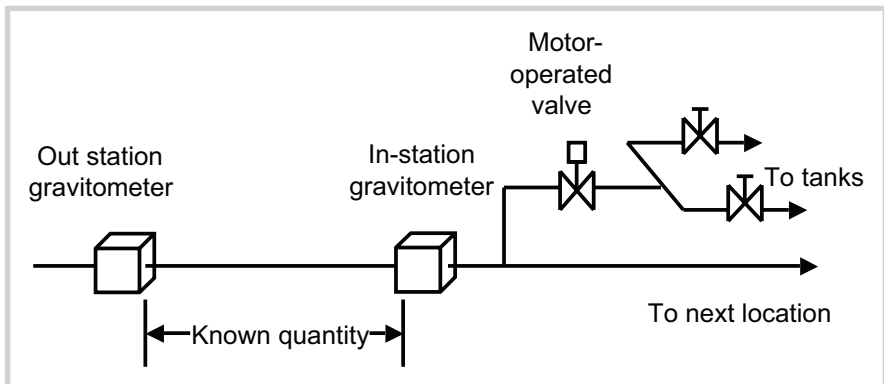 Motor-
operated
valve
Out station
gravitometer
In-station
gravitometer
To tanks
To next location
Known quantity